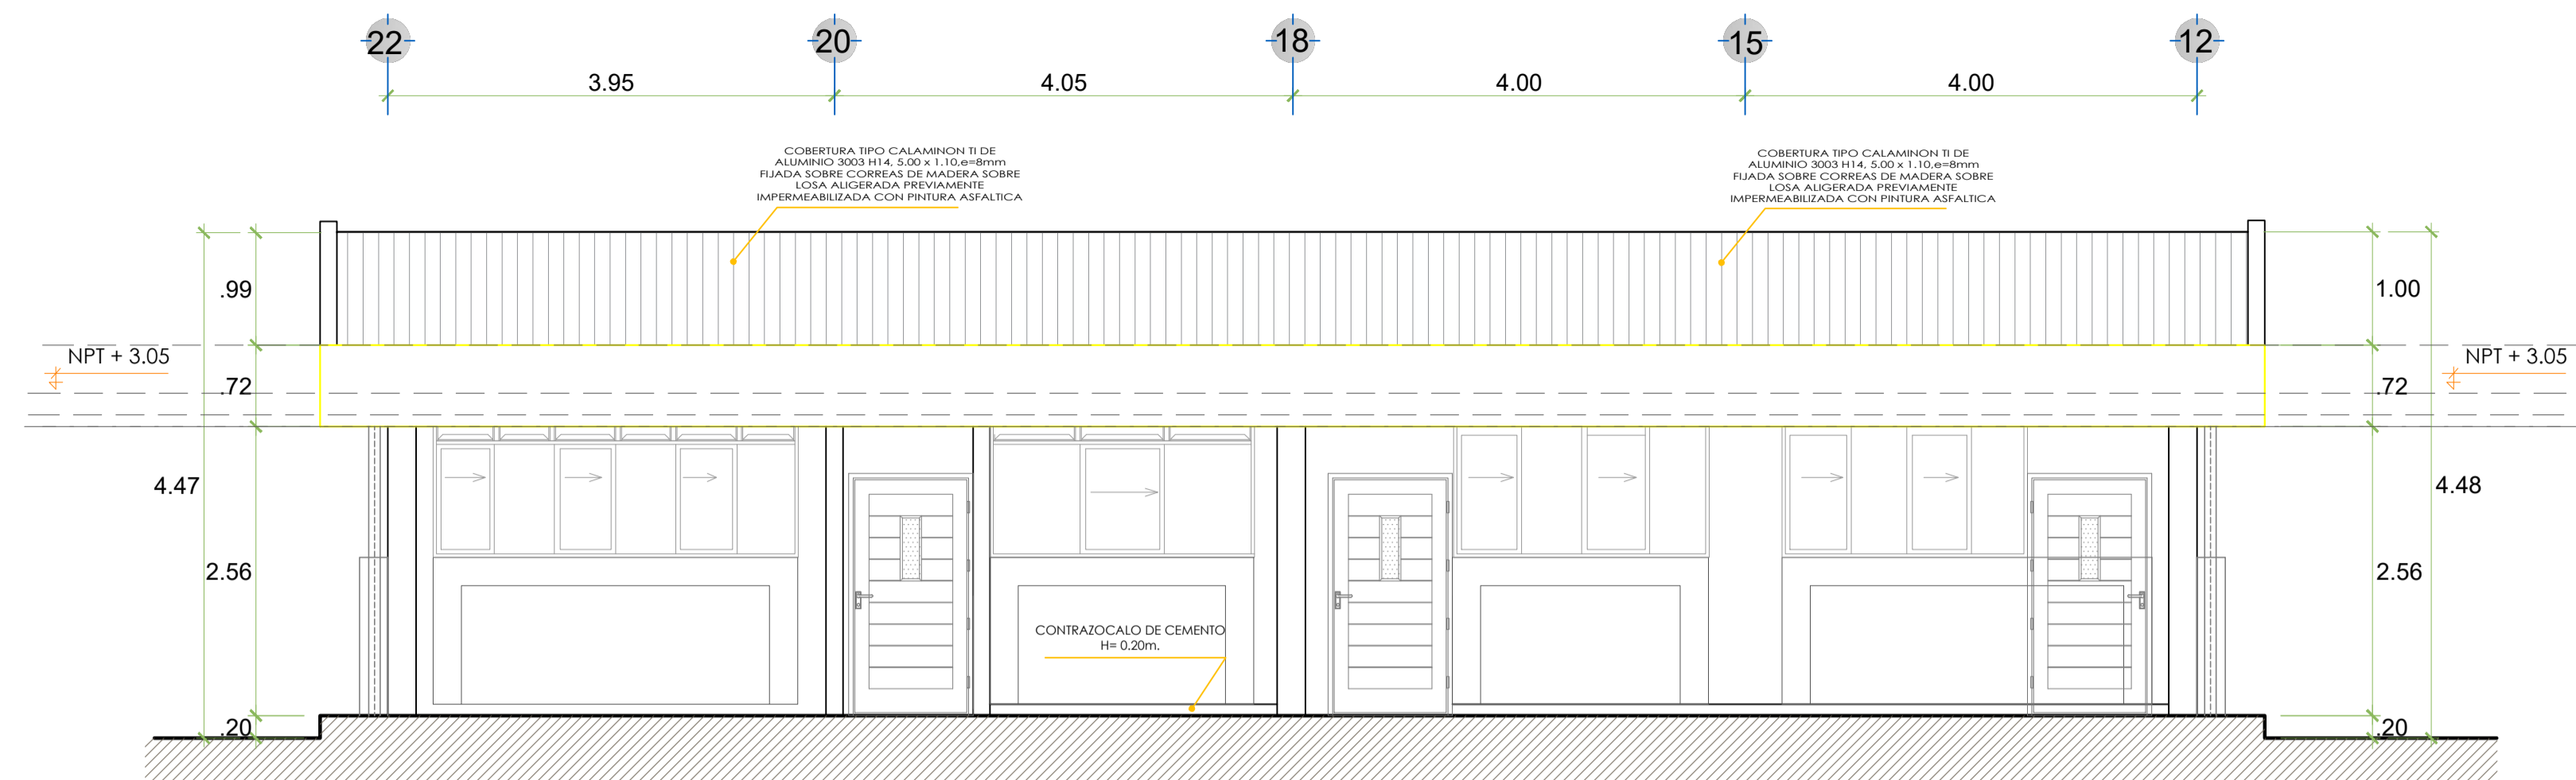 22 20 18 15 12
3.95 4.05 4.00 4.00
COBERTURA TIPO CALAMINON TI DE
ALUMINIO 3003 H14, 5.00 x 1.10,e=8mm
FIJADA SOBRE CORREAS DE MADERA SOBRE
LOSA ALIGERADA PREVIAMENTE
IMPERMEABILIZADA CON PINTURA ASFALTICA
COBERTURA TIPO CALAMINON TI DE
ALUMINIO 3003 H14, 5.00 x 1.10,e=8mm
FIJADA SOBRE CORREAS DE MADERA SOBRE
LOSA ALIGERADA PREVIAMENTE
IMPERMEABILIZADA CON PINTURA ASFALTICA
.99
1.00
NPT + 3.05
NPT + 3.05
.72
.72
4.47
4.48
2.56
2.56
CONTRAZOCALO DE CEMENTO
H= 0.20m.
.20
.20